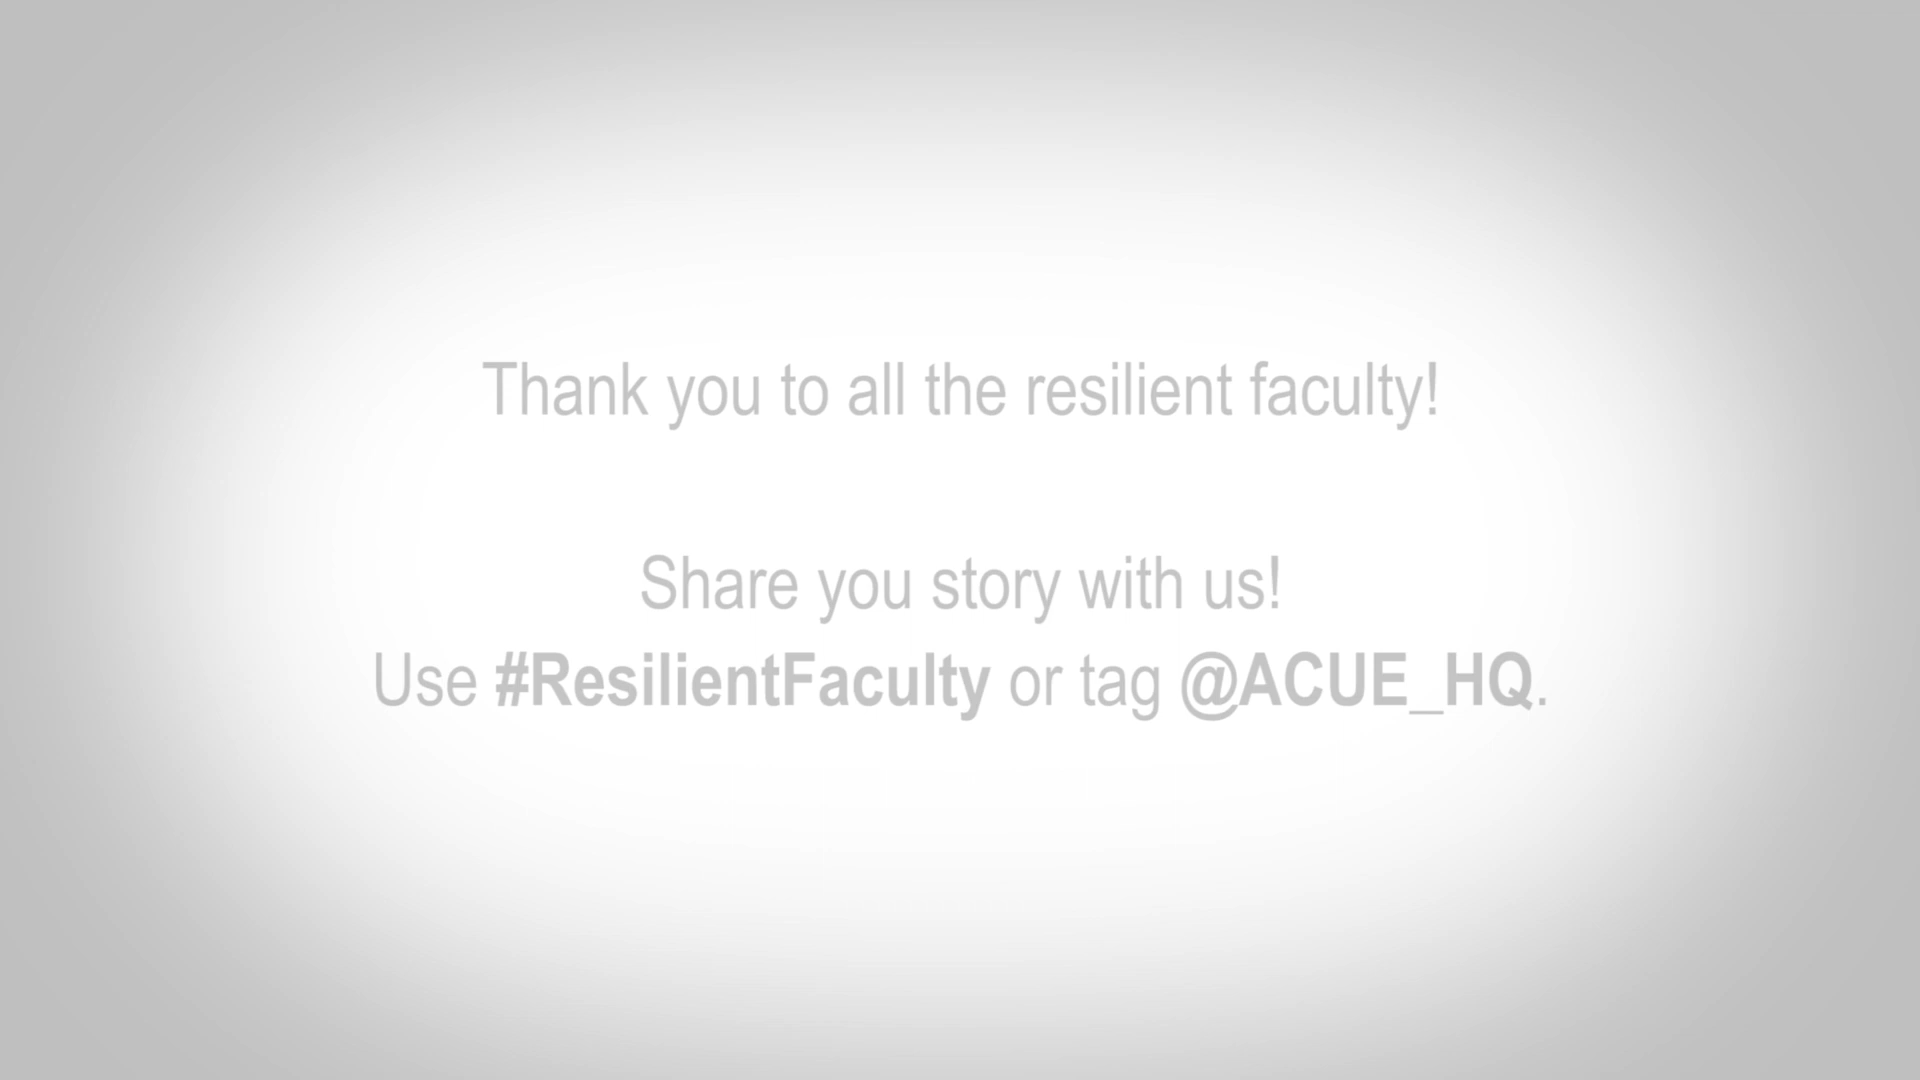 Thank you to all the resilient faculty!
Share you story with us!
Use #ResilientFaculty or tag @ACUE_HQ.